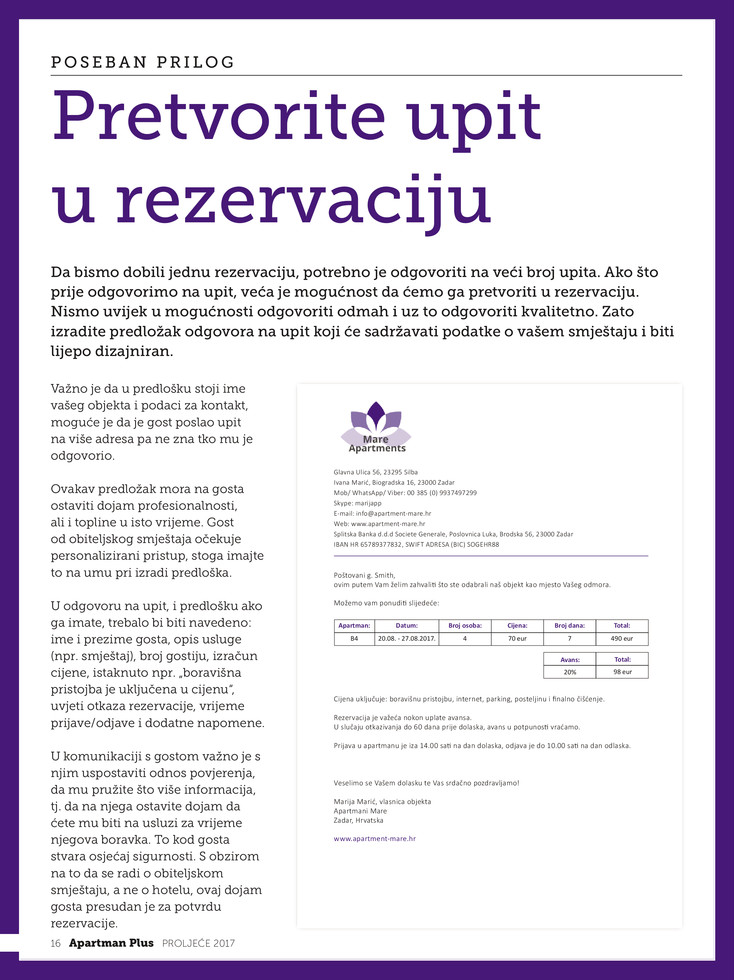 POSEBAN PRILOG
Pretvorite upit
u rezervaciju
Da bismo dobili jednu rezervaciju, potrebno je odgovoriti na veći broj upita. Ako što
prije odgovorimo na upit, veća je mogućnost da ćemo ga pretvoriti u rezervaciju.
Nismo uvijek u mogućnosti odgovoriti odmah i uz to odgovoriti kvalitetno. Zato
izradite predložak odgovora na upit koji će sadržavati podatke o vašem smještaju i biti
lijepo dizajniran.
Važno je da u predlošku stoji ime
vašeg objekta i podaci za kontakt,
moguće je da je gost poslao upit
na više adresa pa ne zna tko mu je
odgovorio.
Ovakav predložak mora na gosta
ostaviti dojam profesionalnosti,
ali i topline u isto vrijeme. Gost
od obiteljskog smještaja očekuje
personalizirani pristup, stoga imajte
to na umu pri izradi predloška.
U odgovoru na upit, i predlošku ako
ga imate, trebalo bi biti navedeno:
ime i prezime gosta, opis usluge
(npr. smještaj), broj gostiju, izračun
cijene, istaknuto npr. „boravišna
pristojba je uključena u cijenu“,
uvjeti otkaza rezervacije, vrijeme
prijave/odjave i dodatne napomene.
U komunikaciji s gostom važno je s
njim uspostaviti odnos povjerenja,
da mu pružite što više informacija,
tj. da na njega ostavite dojam da
ćete mu biti na usluzi za vrijeme
njegova boravka. To kod gosta
stvara osjećaj sigurnosti. S obzirom
na to da se radi o obiteljskom
smještaju, a ne o hotelu, ovaj dojam
gosta presudan je za potvrdu
rezervacije.
Mare
Apartments
Glavna Ulica 56, 23295 Silba
Ivana Marić, Biogradska 16, 23000 Zadar
Mob/ WhatsApp/ Viber: 00 385 (0) 9937497299
Skype: marijapp
E-mail: info@apartment-mare.hr
Web: www.apartment-mare.hr
Splitska Banka d.d.d Societe Generale, Poslovnica Luka, Brodska 56, 23000 Zadar
IBAN HR 65789377832, SWIFT ADRESA (BIC) SOGEHR88
Poštovani g. Smith,
ovim putem Vam želim zahvaliti što ste odabrali naš objekt kao mjesto Vašeg odmora.
Možemo vam ponuditi slijedeće:
Apartman: Datum: Broj osoba: Cijena: Broj dana: Total:
B4 20.08. - 27.08.2017. 4 70 eur 7 490 eur
Avans: Total:
20% 98 eur
Cijena uključuje: boravišnu pristojbu, internet, parking, posteljinu i finalno čišćenje.
Rezervacija je važeća nokon uplate avansa.
U slučaju otkazivanja do 60 dana prije dolaska, avans u potpunosti vraćamo.
Prijava u apartmanu je iza 14.00 sati na dan dolaska, odjava je do 10.00 sati na dan odlaska.
Veselimo se Vašem dolasku te Vas srdačno pozdravljamo!
Marija Marić, vlasnica objekta
Apartmani Mare
Zadar, Hrvatska
www.apartment-mare.hr
16 Apartman Plus PROLJEĆE 2017